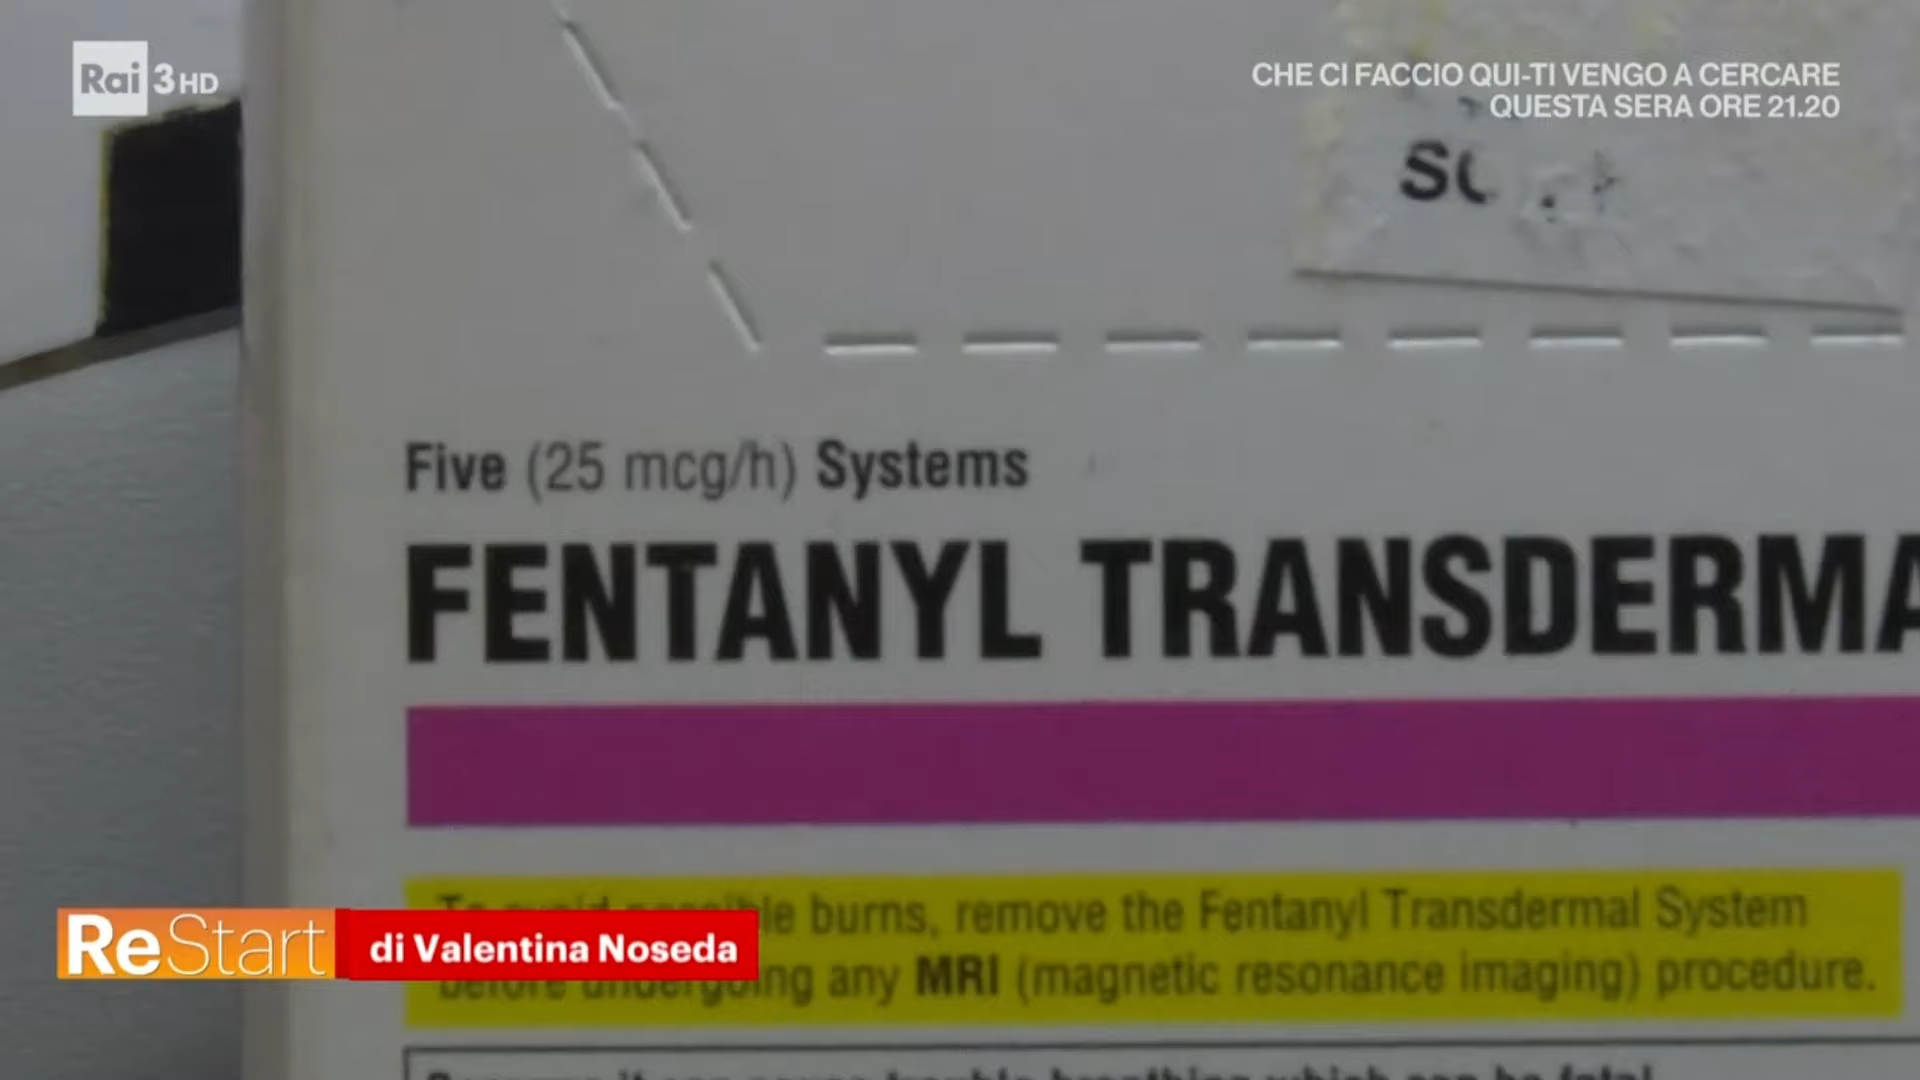 Rai 3 HD
CHE CI FACCIO QUI-TI VENGO A CERCARE
QUESTA SERA ORE 21.20
Five (25 mcg/h) Systems
FENTANYL TRANSDERMA
burns, remove the Fentanyl Transdermal System
any MRI (magnetic resonance imaging) procedure.
ReStart
di Valentina Noseda